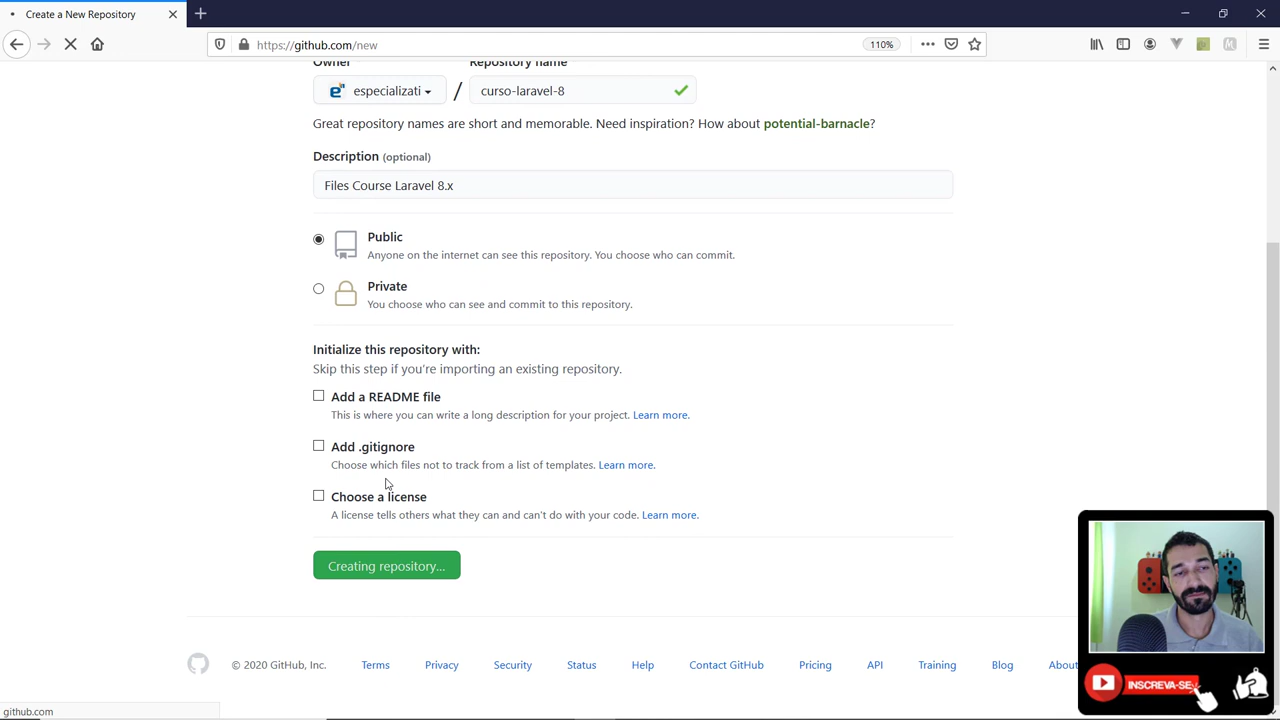 Create a New Repository
https://github.com/new
110%
Owner
Repository name
especializati
/
curso-laravel-8
Great repository names are short and memorable. Need inspiration? How about potential-barnacle?
Description (optional)
Files Course Laravel 8.x
Public
Anyone on the internet can see this repository. You choose who can commit.
Private
You choose who can see and commit to this repository.
Initialize this repository with:
Skip this step if you're importing an existing repository.
Add a README file
This is where you can write a long description for your project. Learn more.
Add .gitignore
Choose which files not to track from a list of templates. Learn more.
Choose a license
A license tells others what they can and can't do with your code. Learn more.
Creating repository...
© 2020 GitHub, Inc.
Terms
Privacy
Security
Status
Help
Contact GitHub
Pricing
API
Training
Blog
About
INSCREVA-SE
github.com